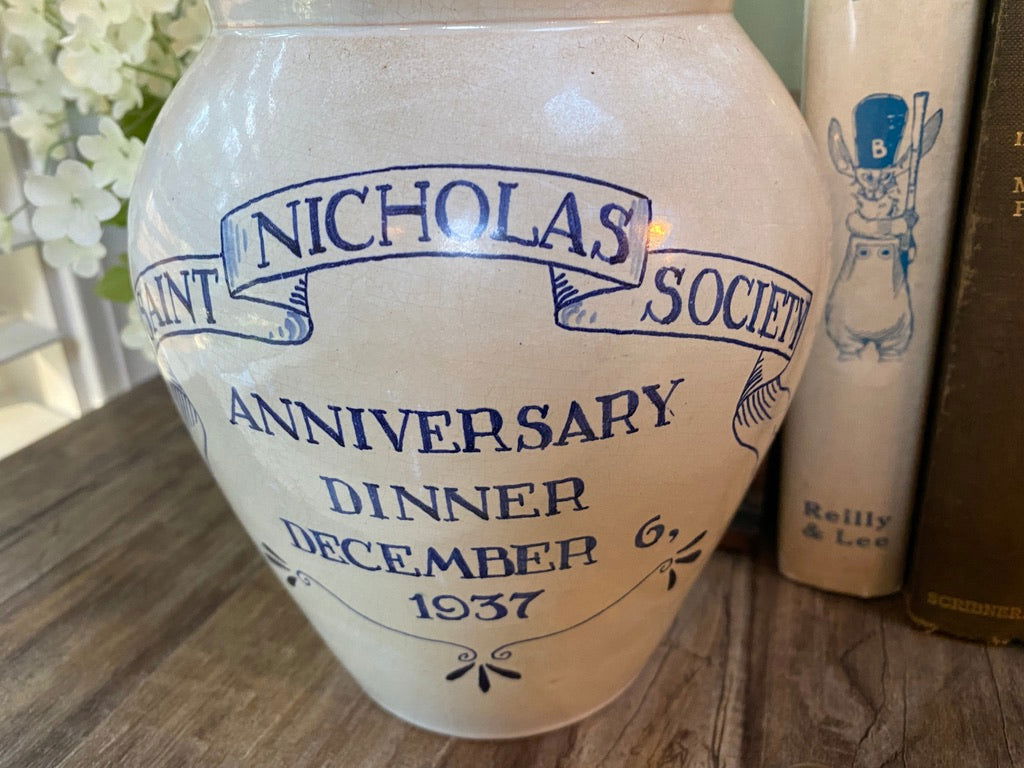 SAINT NICHOLAS SOCIETY
ANNIVERSARY
DINNER
DECEMBER 6,
1937
B
Reilly
& Lee
SCRIBNER